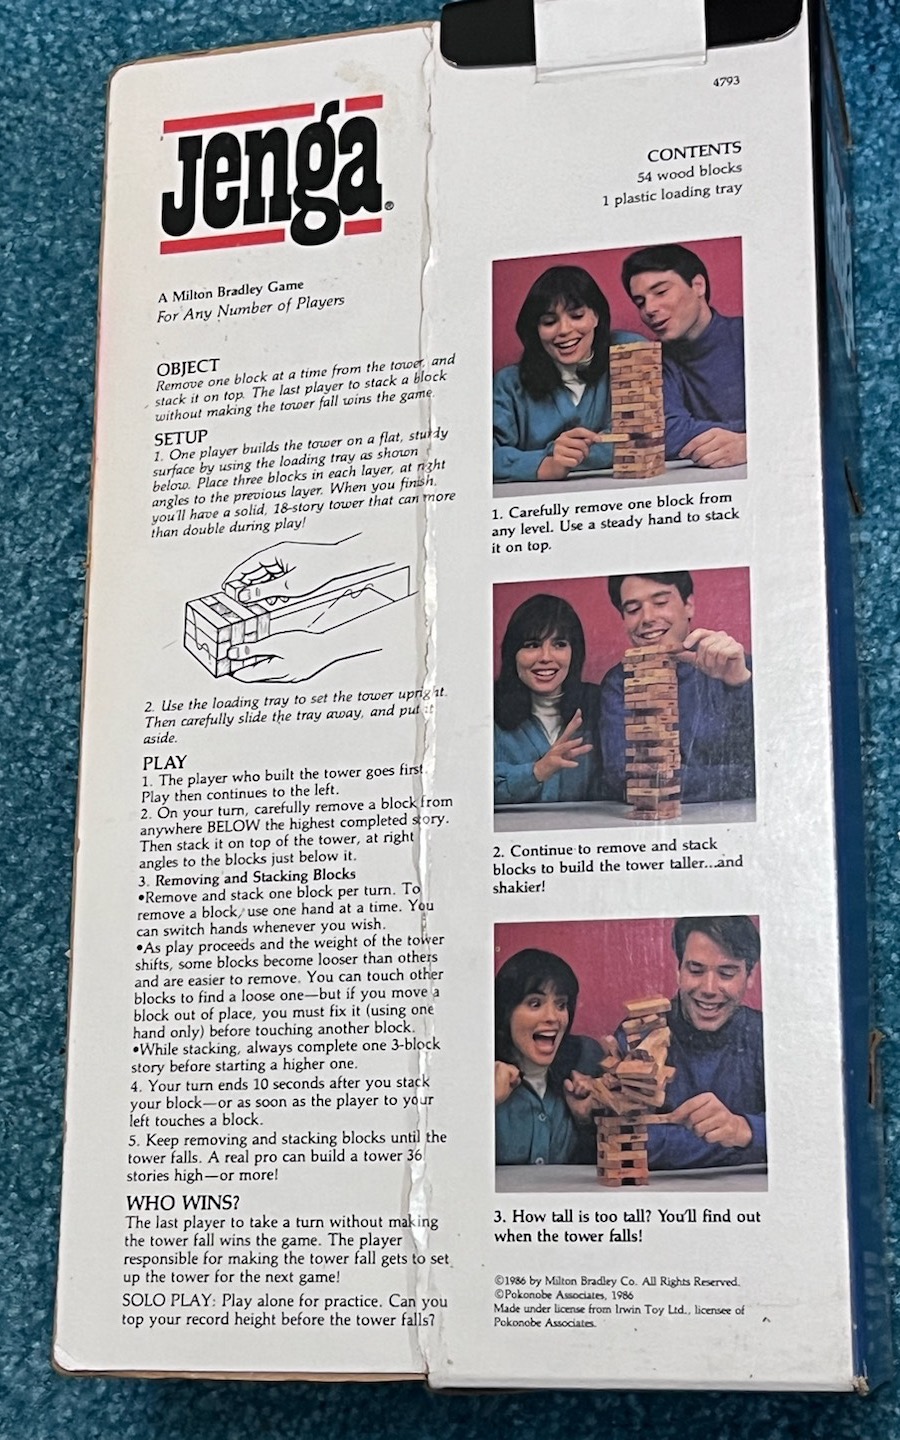 Jenga®
A Milton Bradley Game
For Any Number of Players
OBJECT
Remove one block at a time from the tower, and
stack it on top. The last player to stack a block
without making the tower fall wins the game.
SETUP
1. One player builds the tower on a flat, sturdy
surface by using the loading tray as shown
below. Place three blocks in each layer, at right
angles to the previous layer. When you finish,
you'll have a solid, 18-story tower that can more
than double during play!
2. Use the loading tray to set the tower upright.
Then carefully slide the tray away, and put it
aside.
PLAY
1. The player who built the tower goes first.
Play then continues to the left.
2. On your turn, carefully remove a block from
anywhere BELOW the highest completed story.
Then stack it on top of the tower, at right
angles to the blocks just below it.
3. Removing and Stacking Blocks
•Remove and stack one block per turn. To
remove a block, use one hand at a time. You
can switch hands whenever you wish.
•As play proceeds and the weight of the tower
shifts, some blocks become looser than others
and are easier to remove. You can touch other
blocks to find a loose one—but if you move a
block out of place, you must fix it (using one
hand only) before touching another block.
•While stacking, always complete one 3-block
story before starting a higher one.
4. Your turn ends 10 seconds after you stack
your block—or as soon as the player to your
left touches a block.
5. Keep removing and stacking blocks until the
tower falls. A real pro can build a tower 36
stories high—or more!
WHO WINS?
The last player to take a turn without making
the tower fall wins the game. The player
responsible for making the tower fall gets to set
up the tower for the next game!
SOLO PLAY: Play alone for practice. Can you
top your record height before the tower falls?
4793
CONTENTS
54 wood blocks
1 plastic loading tray
1. Carefully remove one block from
any level. Use a steady hand to stack
it on top.
2. Continue to remove and stack
blocks to build the tower taller...and
shakier!
3. How tall is too tall? You'll find out
when the tower falls!
©1986 by Milton Bradley Co. All Rights Reserved.
©Pokonobe Associates, 1986
Made under license from Irwin Toy Ltd., licensee of
Pokonobe Associates.